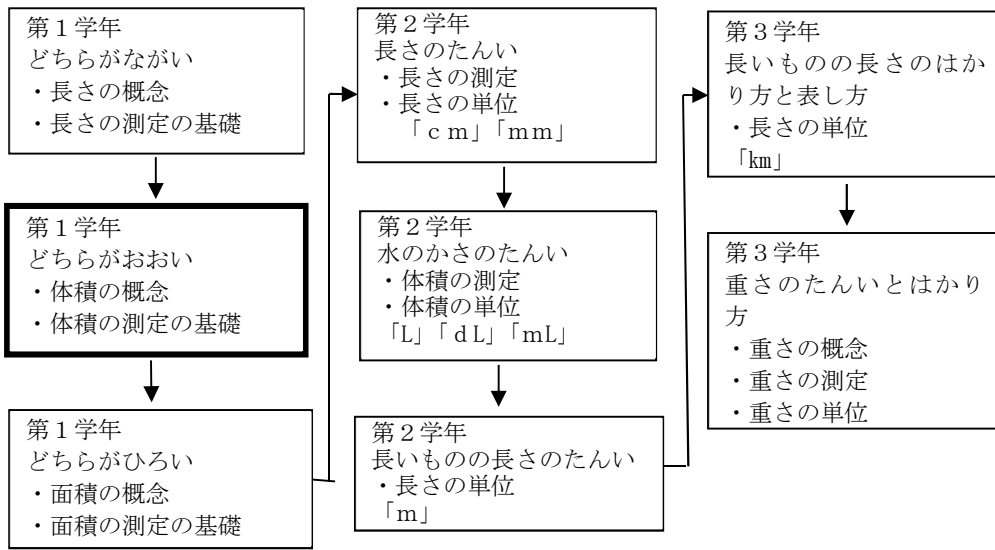 第１学年
どちらがながい
・長さの概念
・長さの測定の基礎
第１学年
どちらがおおい
・体積の概念
・体積の測定の基礎
第１学年
どちらがひろい
・面積の概念
・面積の測定の基礎
第２学年
長さのたんい
・長さの測定
・長さの単位
「ｃｍ」「ｍｍ」
第２学年
水のかさのたんい
・体積の測定
・体積の単位
「L」「ｄL」「ｍL」
第２学年
長いものの長さのたんい
・長さの単位
「ｍ」
第３学年
長いものの長さのはか
り方と表し方
・長さの単位
「㎞」
第３学年
重さのたんいとはかり
方
・重さの概念
・重さの測定
・重さの単位